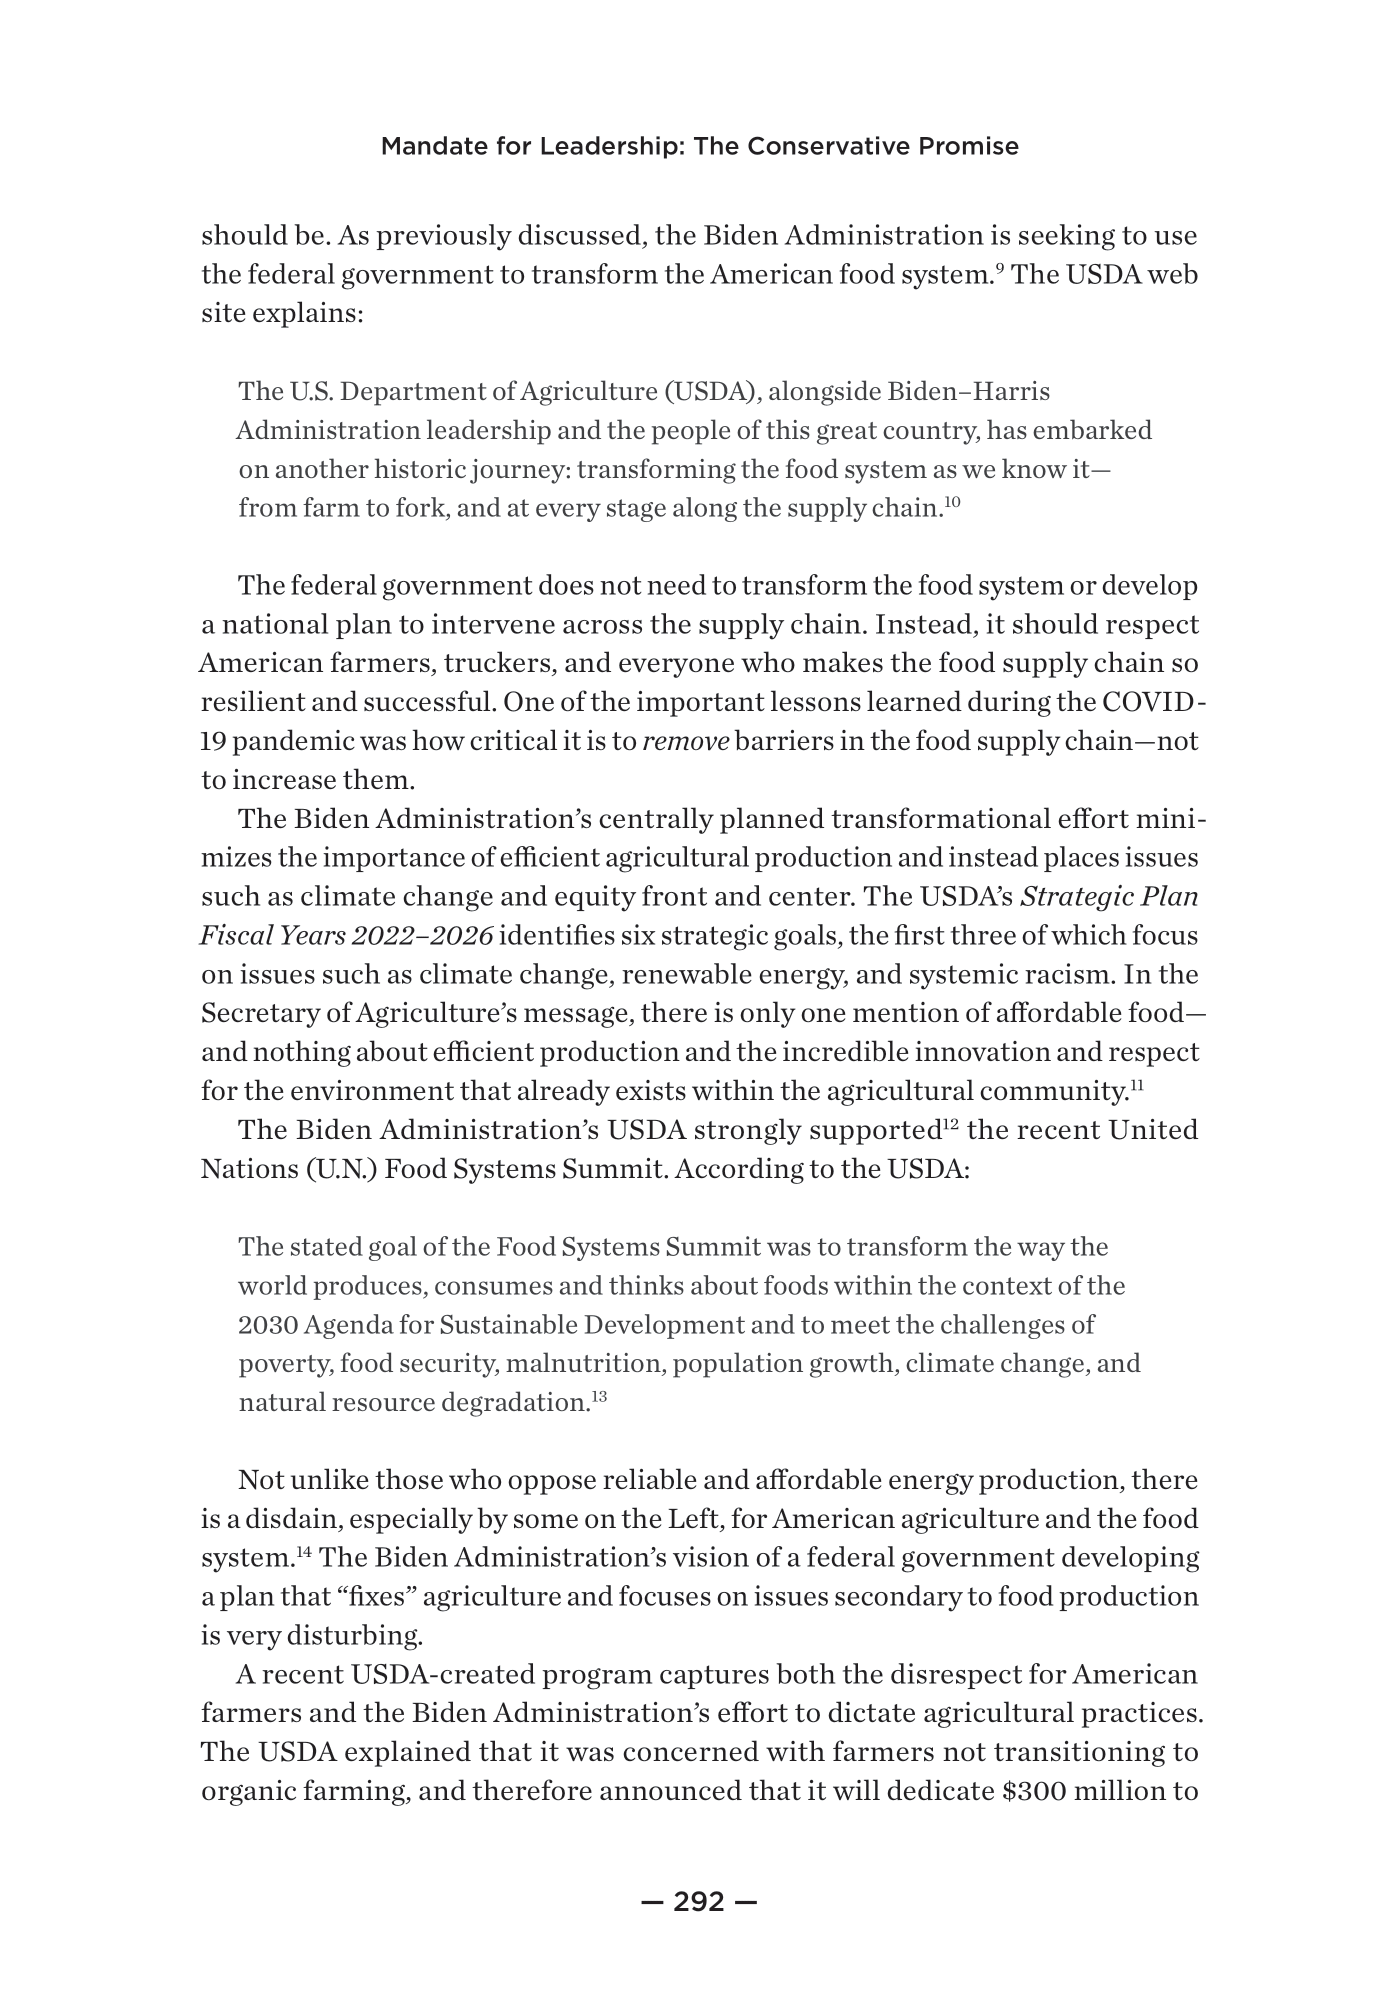 Mandate for Leadership: The Conservative Promise
should be. As previously discussed, the Biden Administration is seeking to use
the federal government to transform the American food system.⁹ The USDA web
site explains:
The U.S. Department of Agriculture (USDA), alongside Biden–Harris
Administration leadership and the people of this great country, has embarked
on another historic journey: transforming the food system as we know it—
from farm to fork, and at every stage along the supply chain.¹⁰
The federal government does not need to transform the food system or develop
a national plan to intervene across the supply chain. Instead, it should respect
American farmers, truckers, and everyone who makes the food supply chain so
resilient and successful. One of the important lessons learned during the COVID-
19 pandemic was how critical it is to remove barriers in the food supply chain—not
to increase them.
The Biden Administration’s centrally planned transformational effort mini-
mizes the importance of efficient agricultural production and instead places issues
such as climate change and equity front and center. The USDA’s Strategic Plan
Fiscal Years 2022–2026 identifies six strategic goals, the first three of which focus
on issues such as climate change, renewable energy, and systemic racism. In the
Secretary of Agriculture’s message, there is only one mention of affordable food—
and nothing about efficient production and the incredible innovation and respect
for the environment that already exists within the agricultural community.¹¹
The Biden Administration’s USDA strongly supported¹² the recent United
Nations (U.N.) Food Systems Summit. According to the USDA:
The stated goal of the Food Systems Summit was to transform the way the
world produces, consumes and thinks about foods within the context of the
2030 Agenda for Sustainable Development and to meet the challenges of
poverty, food security, malnutrition, population growth, climate change, and
natural resource degradation.¹³
Not unlike those who oppose reliable and affordable energy production, there
is a disdain, especially by some on the Left, for American agriculture and the food
system.¹⁴ The Biden Administration’s vision of a federal government developing
a plan that “fixes” agriculture and focuses on issues secondary to food production
is very disturbing.
A recent USDA-created program captures both the disrespect for American
farmers and the Biden Administration’s effort to dictate agricultural practices.
The USDA explained that it was concerned with farmers not transitioning to
organic farming, and therefore announced that it will dedicate $300 million to
— 292 —